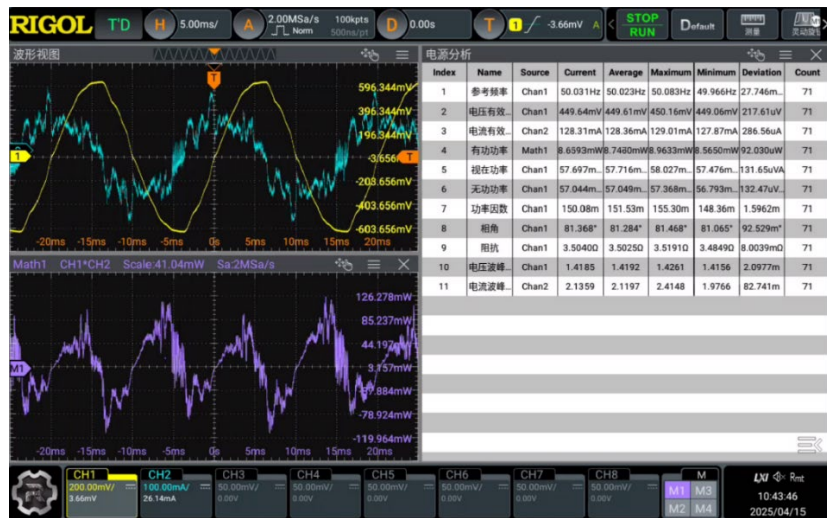 RIGOL T'D H 5.00ms/ A 2.00MSa/s Norm 100kpts 500ns/pt D 0.00s T 1 -3.66mV A STOP RUN Default 测量
波形视图
T
596.344mV
396.344mV
196.344mV
1 -3.656 T
-203.656mV
-403.656mV
-603.656mV
-20ms -15ms -10ms -5ms 0s 5ms 10ms 15ms 20ms
Math1 CH1*CH2 Scale:41.04mW Sa:2MSa/s
126.278mW
85.237mW
M1 3.157mW
-78.924mW
-119.964mW
-20ms -15ms -10ms -5ms 0s 5ms 10ms 15ms 20ms
电源分析
Index Name Source Current Average Maximum Minimum Deviation Count
1 参考频率 Chan1 50.031Hz 50.023Hz 50.083Hz 49.966Hz 27.746m... 71
2 电压有效... Chan1 449.64mV 449.61mV 450.16mV 449.06mV 217.61uV 71
3 电流有效... Chan2 128.31mA 128.36mA 129.01mA 127.87mA 286.56uA 71
4 有功功率 Math1 8.6593mW 8.7480mW 8.9633mW 8.5650mW 92.030uW 71
5 视在功率 Chan1 57.697m... 57.716m... 58.027m... 57.476m... 131.65uVA 71
6 无功功率 Chan1 57.044m... 57.049m... 57.368m... 56.793m... 132.47uV... 71
7 功率因数 Chan1 150.08m 151.53m 155.30m 148.36m 1.5962m 71
8 相角 Chan1 81.368° 81.284° 81.468° 81.065° 92.529m° 71
9 阻抗 Chan1 3.5040Ω 3.5025Ω 3.5191Ω 3.4849Ω 8.0039mΩ 71
10 电压波峰... Chan1 1.4185 1.4192 1.4261 1.4156 2.0977m 71
11 电流波峰... Chan2 2.1359 2.1197 2.4148 1.9766 82.741m 71
CH1 200.00mV/ 3.66mV
CH2 100.00mA/ 26.14mA
CH3 50.00mV/ 0.00V
CH4 50.00mV/ 0.00V
CH5 50.00mV/ 0.00V
CH6 50.00mV/ 0.00V
CH7 50.00mV/ 0.00V
CH8 50.00mV/ 0.00V
M
M1 M3
M2 M4
LXI Rmt
10:43:46
2025/04/15